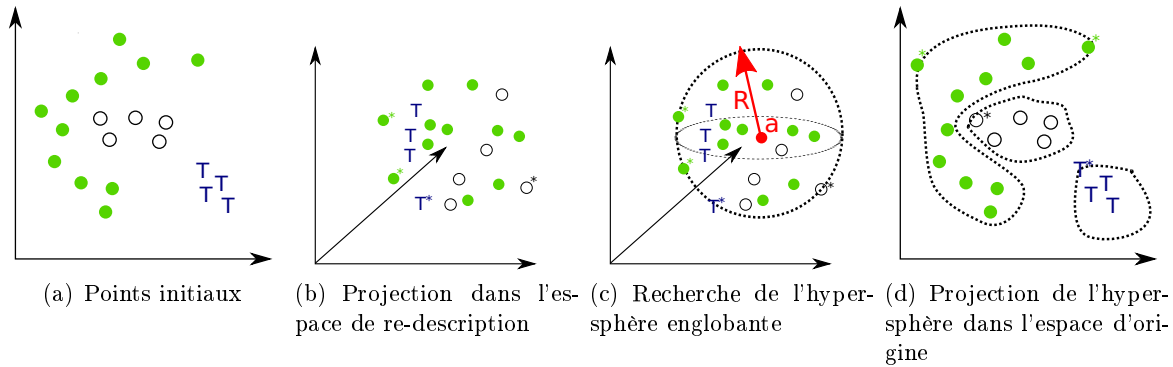 T
T T
T
T
T
T
T
T*
R
a
T
T
T
T*
T*
T
T
(a) Points initiaux
(b) Projection dans l'es-
pace de re-description
(c) Recherche de l'hyper-
sphère englobante
(d) Projection de l'hyper-
sphère dans l'espace d'ori-
gine